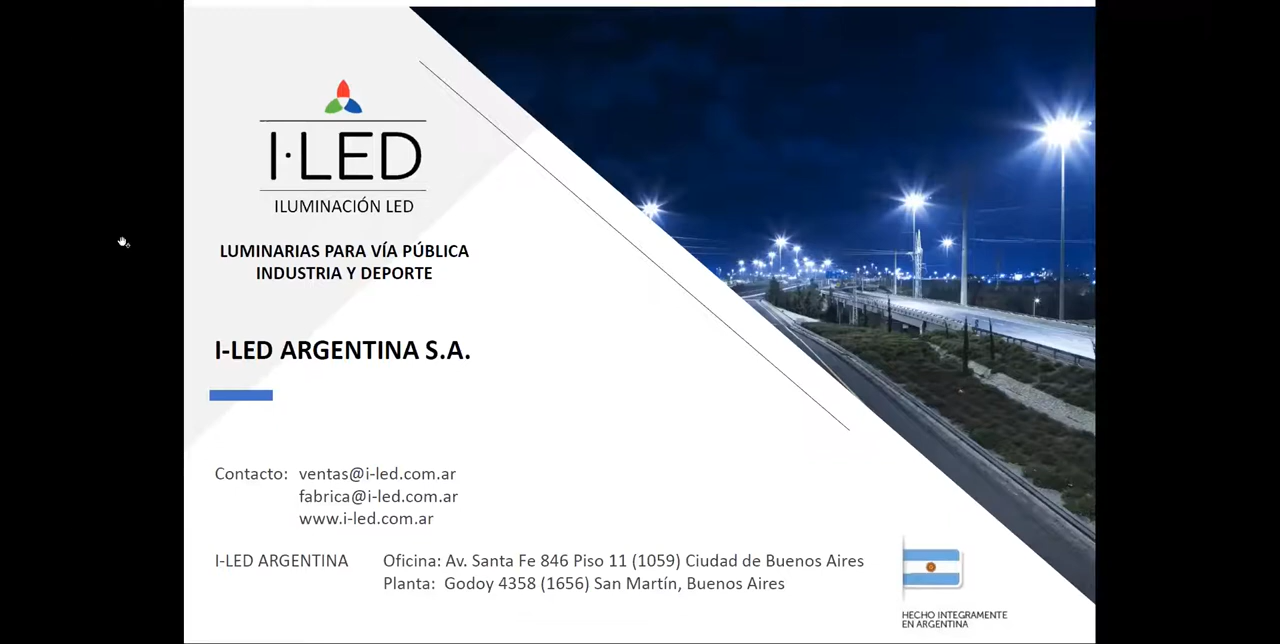 I·LED
ILUMINACIÓN LED
LUMINARIAS PARA VÍA PÚBLICA
INDUSTRIA Y DEPORTE
I-LED ARGENTINA S.A.
Contacto: ventas@i-led.com.ar
fabrica@i-led.com.ar
www.i-led.com.ar
I-LED ARGENTINA Oficina: Av. Santa Fe 846 Piso 11 (1059) Ciudad de Buenos Aires
Planta: Godoy 4358 (1656) San Martín, Buenos Aires
HECHO INTEGRAMENTE
EN ARGENTINA